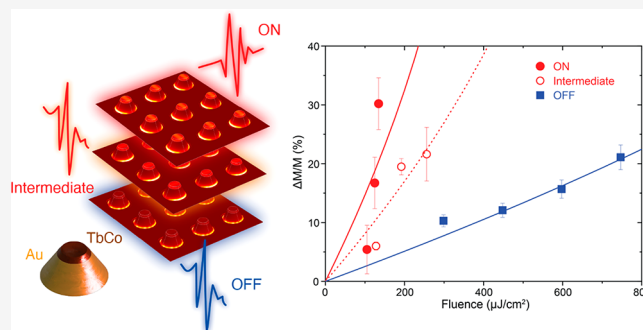 ON
Intermediate
TbCo
Au
OFF
ΔM/M (%)
40
30
20
10
0
ON
Intermediate
OFF
0 200 400 600 80
Fluence (μJ/cm²)